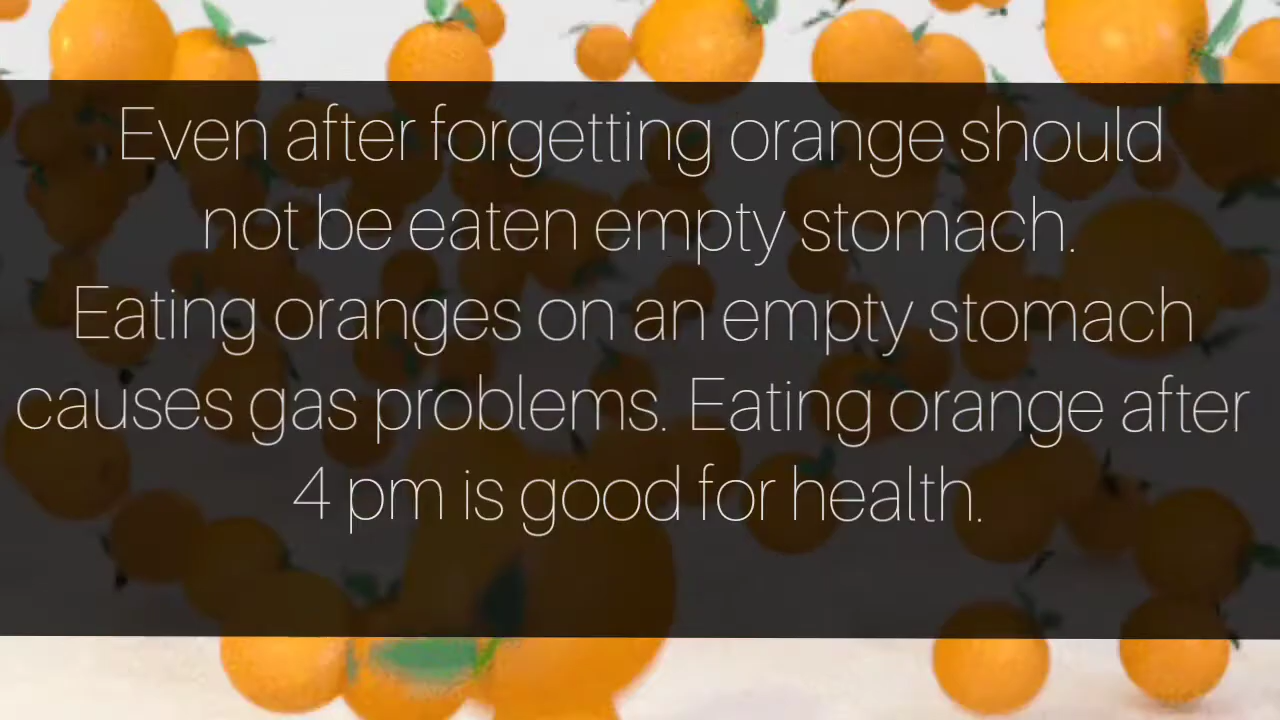 Even after forgetting orange should
not be eaten empty stomach.
Eating oranges on an empty stomach
causes gas problems. Eating orange after
4 pm is good for health.